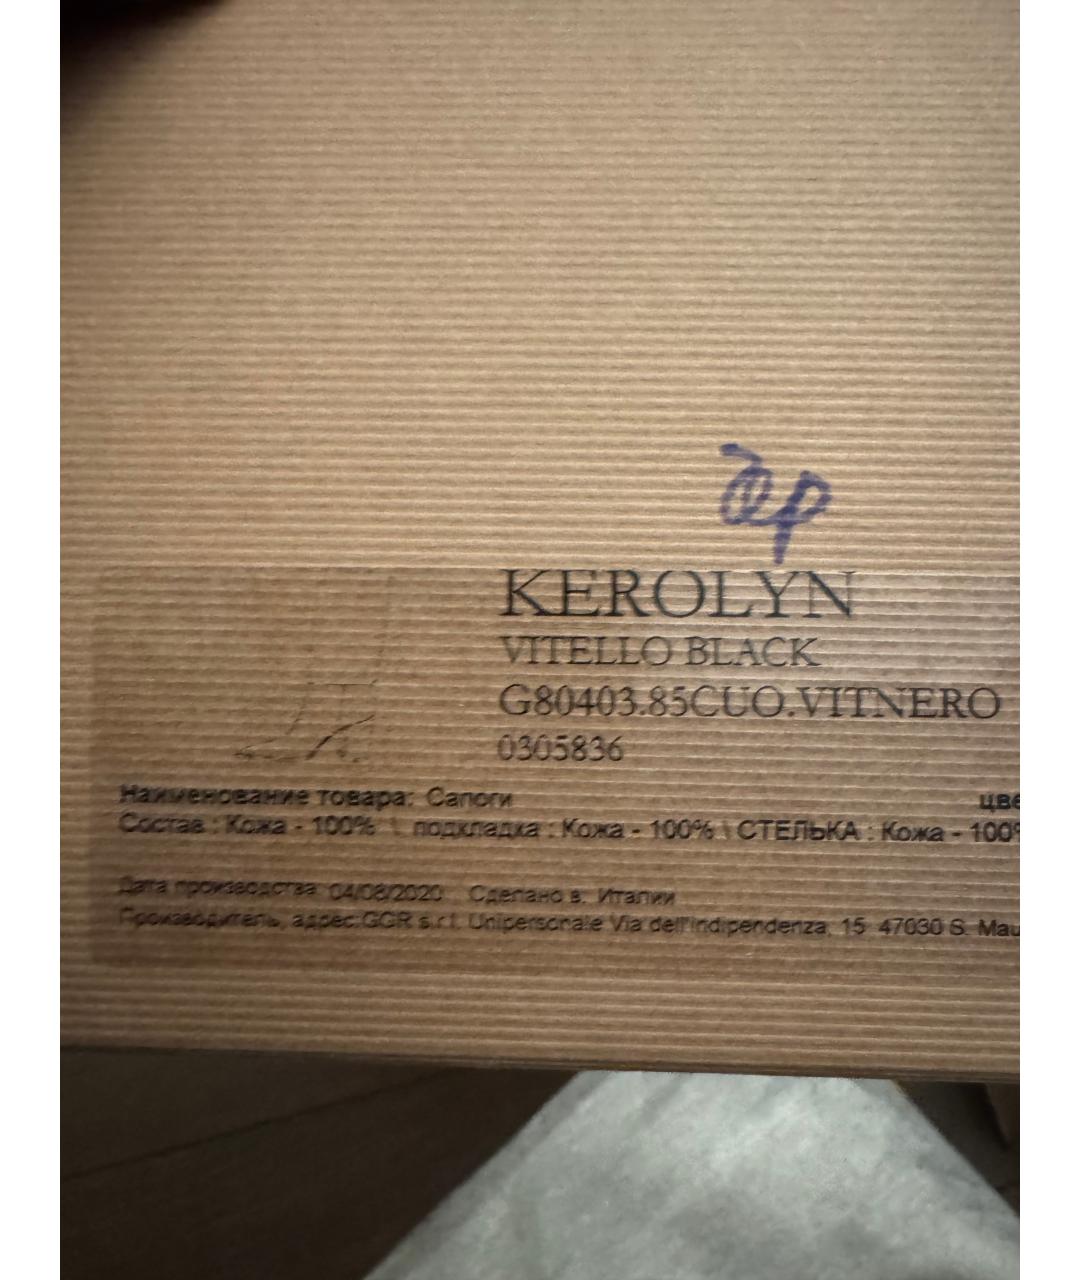 KEROLYN
VITELLO BLACK
G80403.85CUO.VITNERO
0305836
Наименование товара: Сапоги
Состав : Кожа - 100% \ подкладка : Кожа - 100% \ СТЕЛЬКА : Кожа - 100%
Дата производства: 04/08/2020 Сделано в: Италии
Производитель, адрес:GCR s.r.l. Unipersonale Via dell'Indipendenza, 15 47030 S.